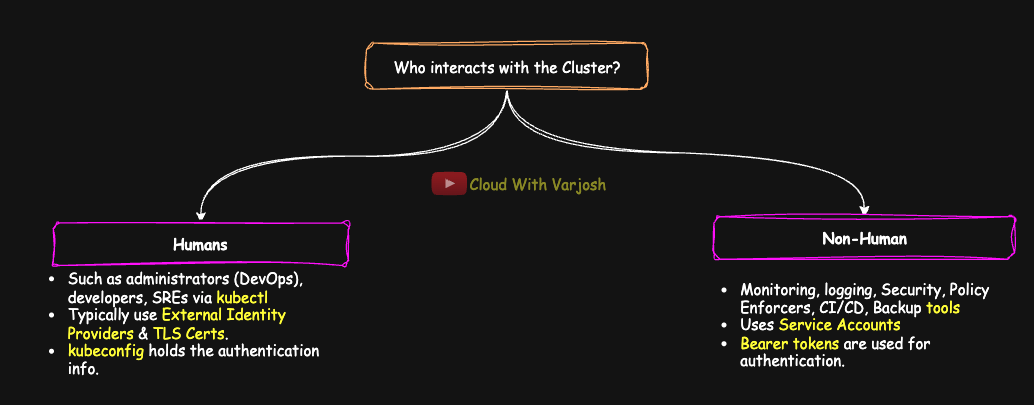 Who interacts with the Cluster?
Cloud With Varjosh
Humans
• Such as administrators (DevOps),
developers, SREs via kubectl
• Typically use External Identity
Providers & TLS Certs.
• kubeconfig holds the authentication
info.
Non-Human
• Monitoring, logging, Security, Policy
Enforcers, CI/CD, Backup tools
• Uses Service Accounts
• Bearer tokens are used for
authentication.